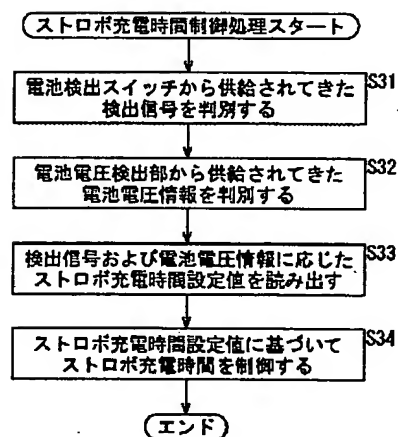 ストロボ充電時間制御処理スタート
S31
電池検出スイッチから供給されてきた
検出信号を判別する
S32
電池電圧検出部から供給されてきた
電池電圧情報を判別する
S33
検出信号および電池電圧情報に応じた
ストロボ充電時間設定値を読み出す
S34
ストロボ充電時間設定値に基づいて
ストロボ充電時間を制御する
エンド